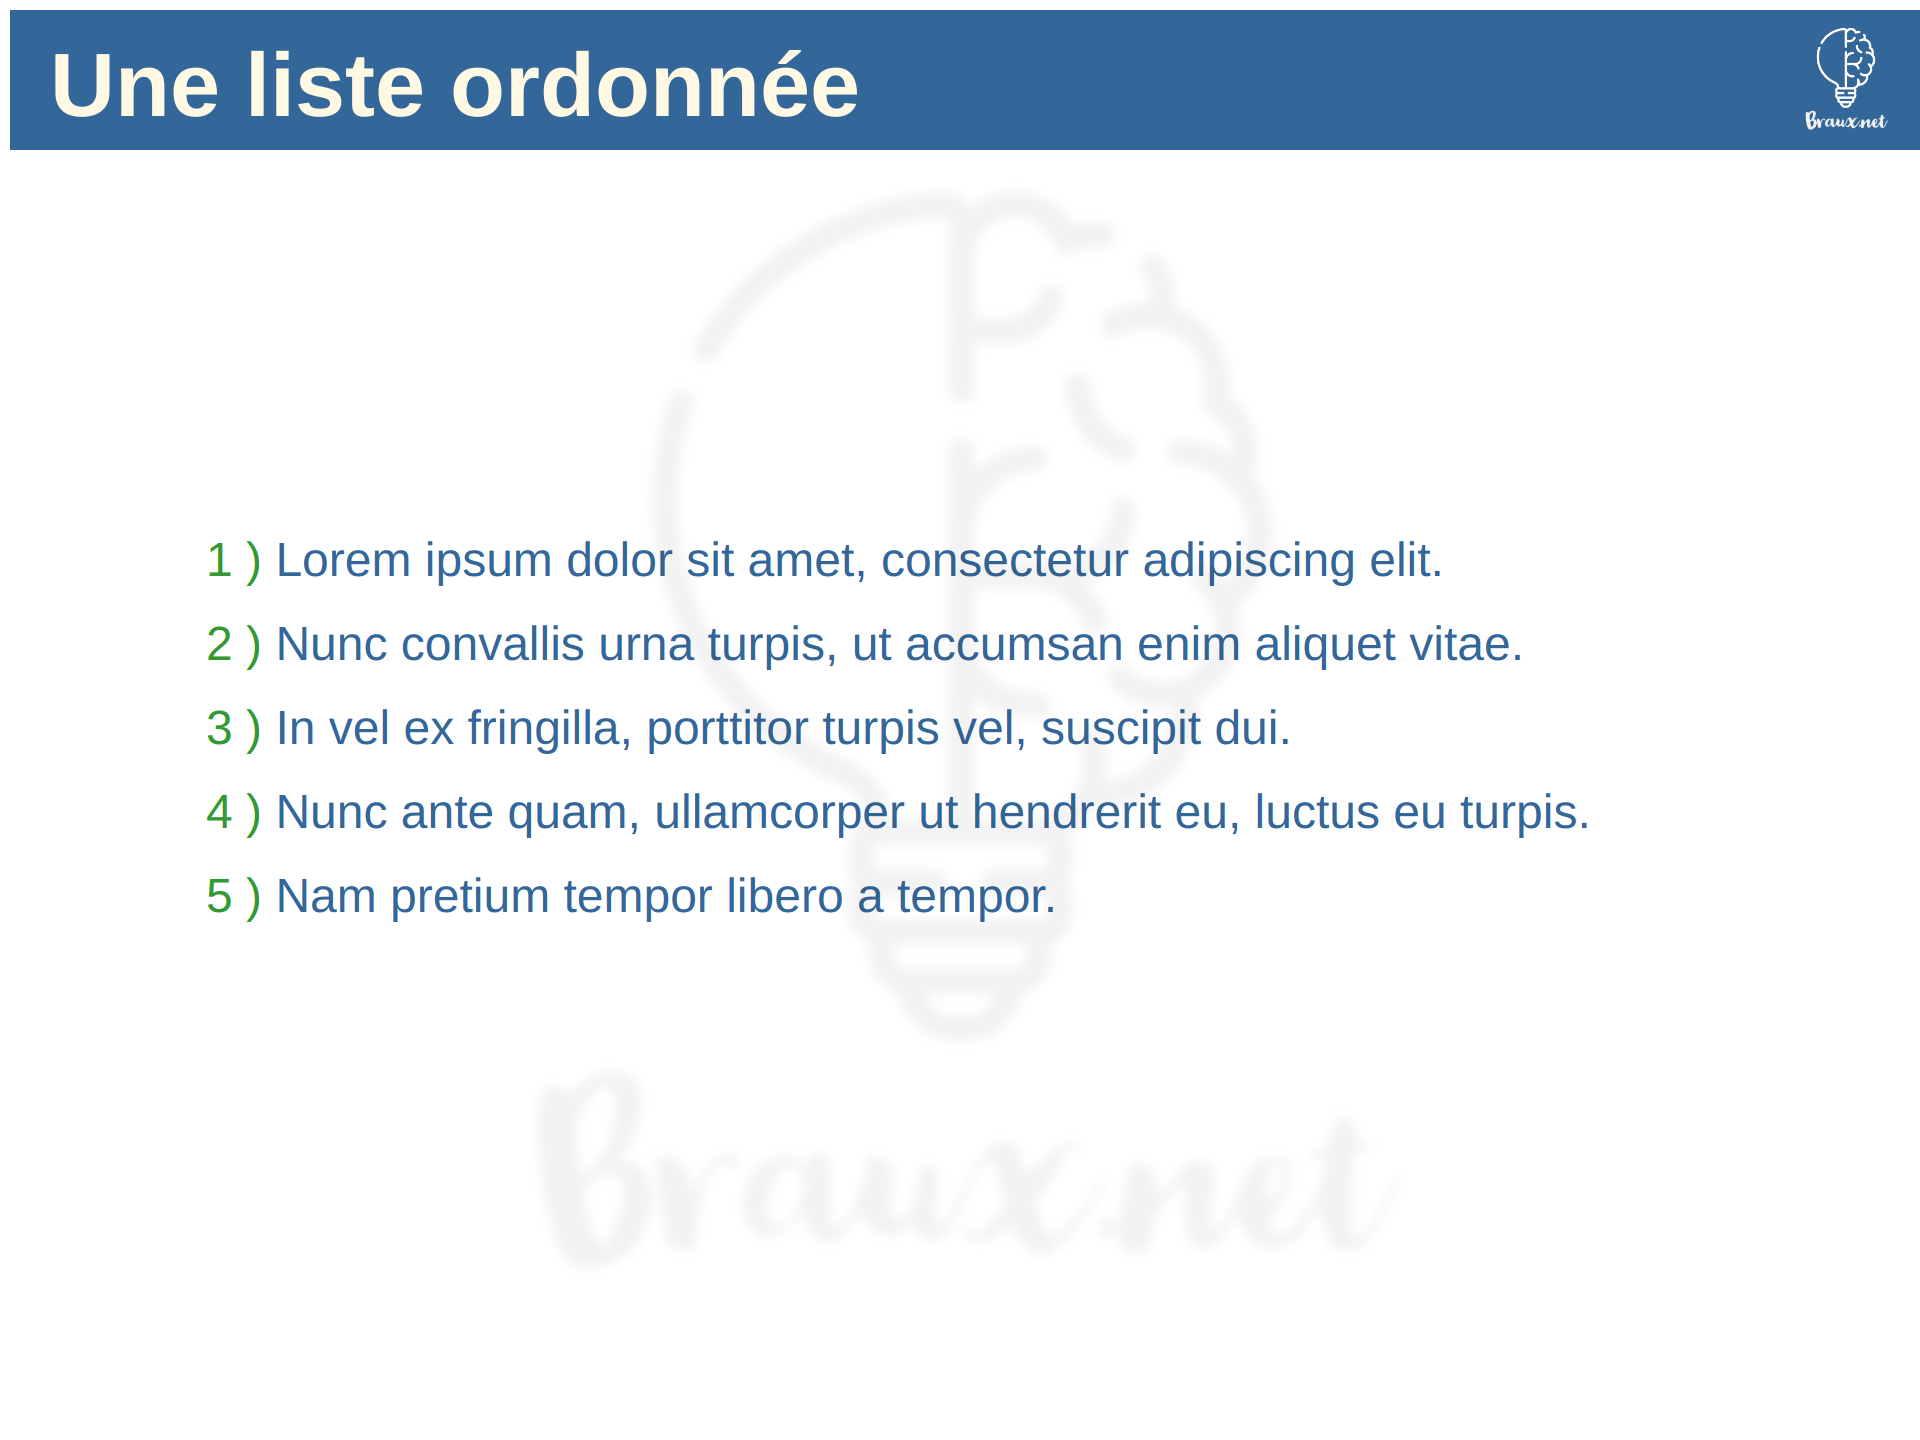 Une liste ordonnée
Braux.net
1 ) Lorem ipsum dolor sit amet, consectetur adipiscing elit.
2 ) Nunc convallis urna turpis, ut accumsan enim aliquet vitae.
3 ) In vel ex fringilla, porttitor turpis vel, suscipit dui.
4 ) Nunc ante quam, ullamcorper ut hendrerit eu, luctus eu turpis.
5 ) Nam pretium tempor libero a tempor.
Braux.net